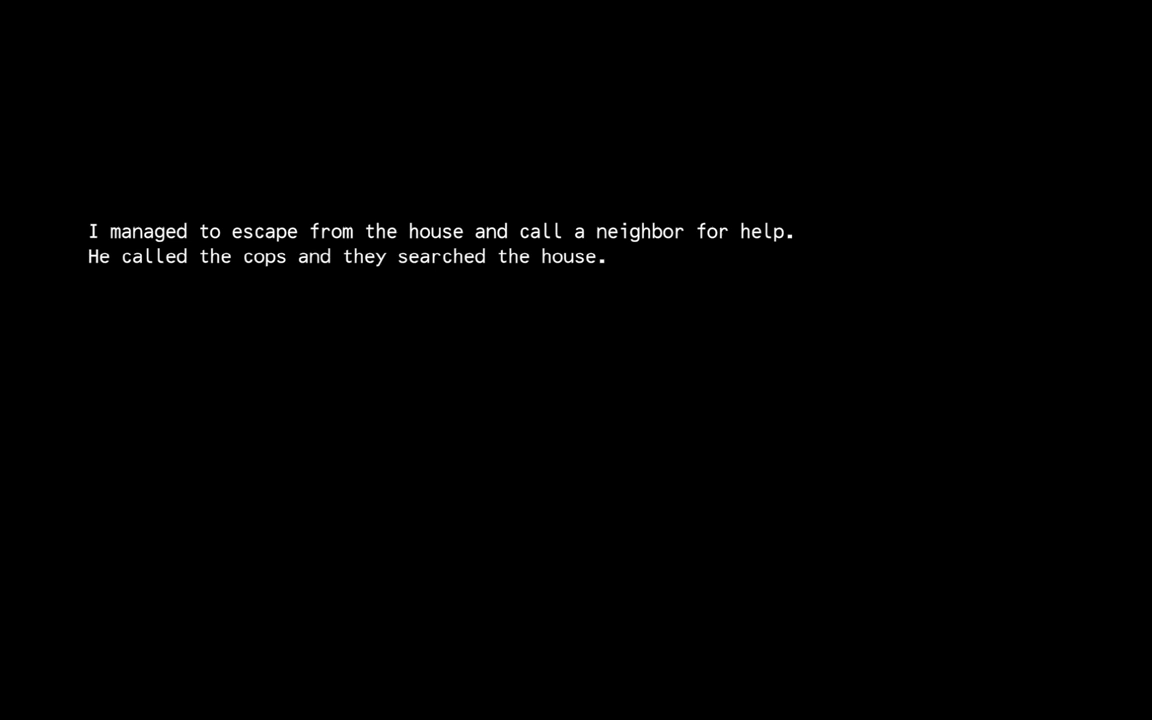 I managed to escape from the house and call a neighbor for help.
He called the cops and they searched the house.